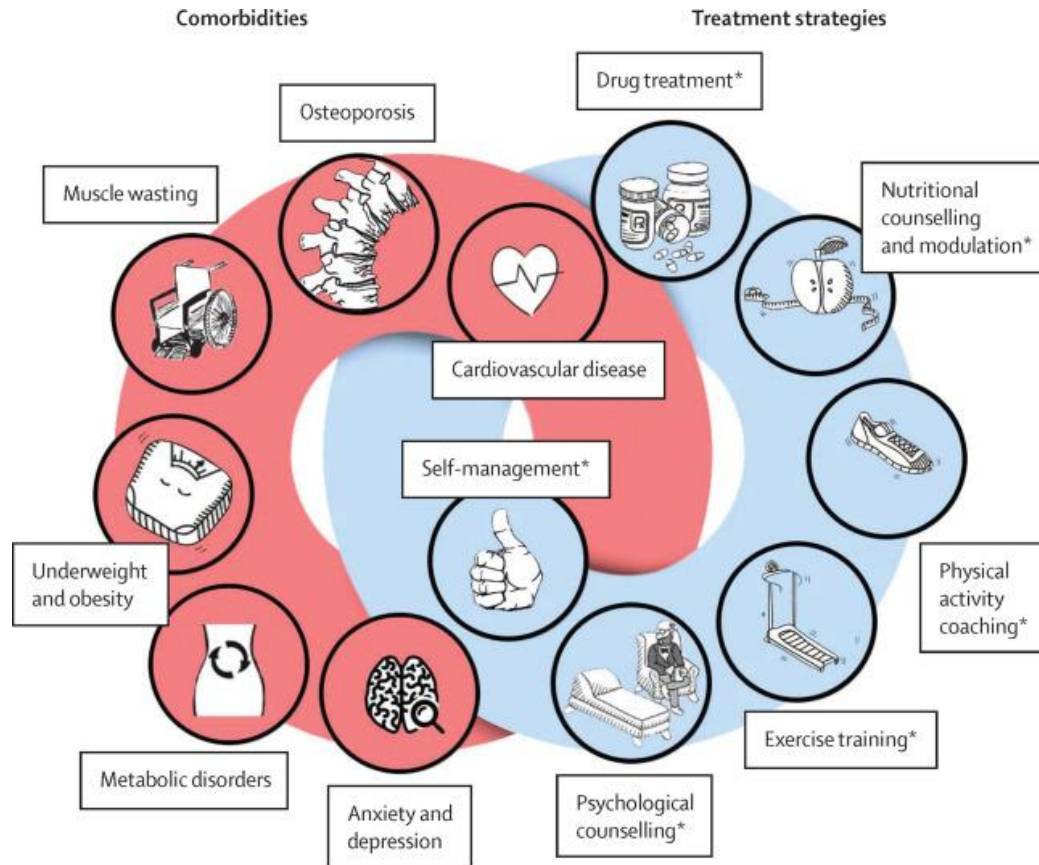 Comorbidities
Treatment strategies
Drug treatment*
Osteoporosis
Muscle wasting
Nutritional
counselling
and modulation*
Cardiovascular disease
Self-management*
Underweight
and obesity
Physical
activity
coaching*
Exercise training*
Metabolic disorders
Anxiety and
depression
Psychological
counselling*